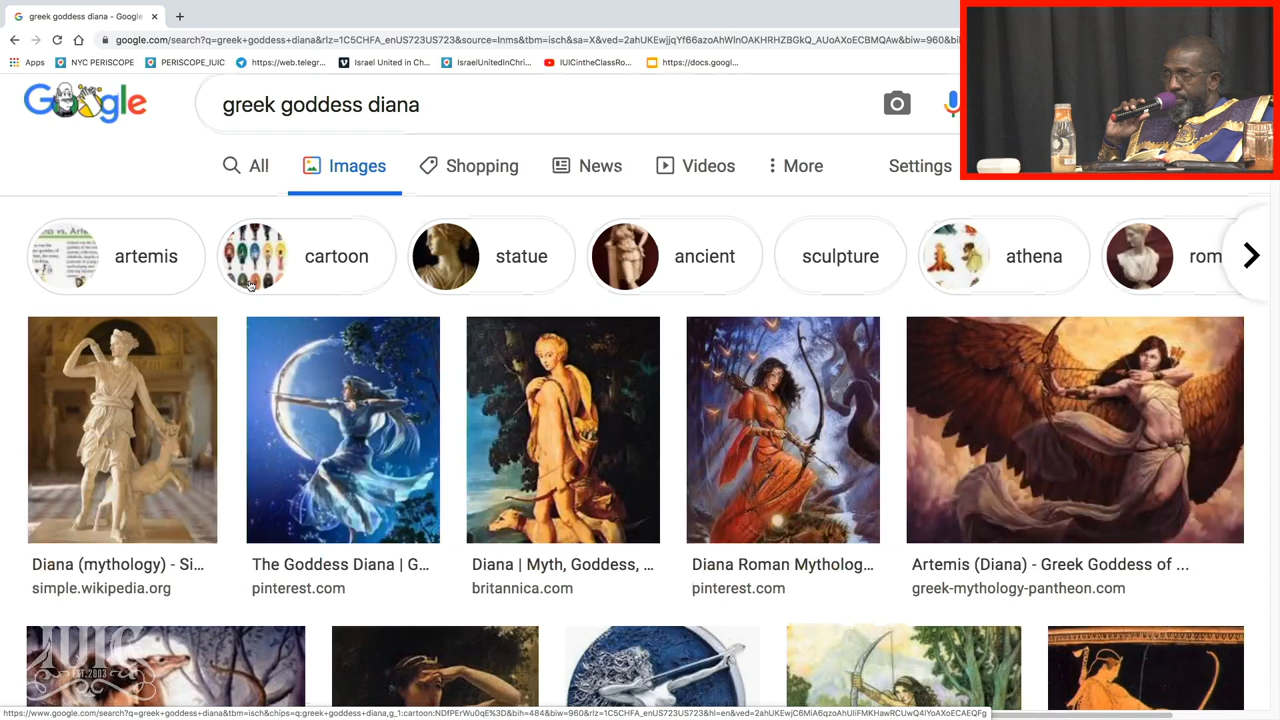 greek goddess diana - Google
google.com/search?q=greek+goddess+diana&rlz=1C5CHFA_enUS723US723&source=lnms&tbm=isch&sa=X&ved=2ahUKEwjjqYf66azoAhWlnOAKHRHZBGkQ_AUoAXoECBMQAw&biw=960&bi
Apps NYC PERISCOPE PERISCOPE_IUIC https://web.telegr... Israel United in Ch... IsraelUnitedInChri... IUICintheClassRo... https://docs.googl...
Google
greek goddess diana
All Images Shopping News Videos More Settings
artemis cartoon statue ancient sculpture athena rom
Diana (mythology) - Si... The Goddess Diana | G... Diana | Myth, Goddess, ... Diana Roman Mytholog... Artemis (Diana) - Greek Goddess of ...
simple.wikipedia.org pinterest.com britannica.com pinterest.com greek-mythology-pantheon.com
IUIC
EST.2003